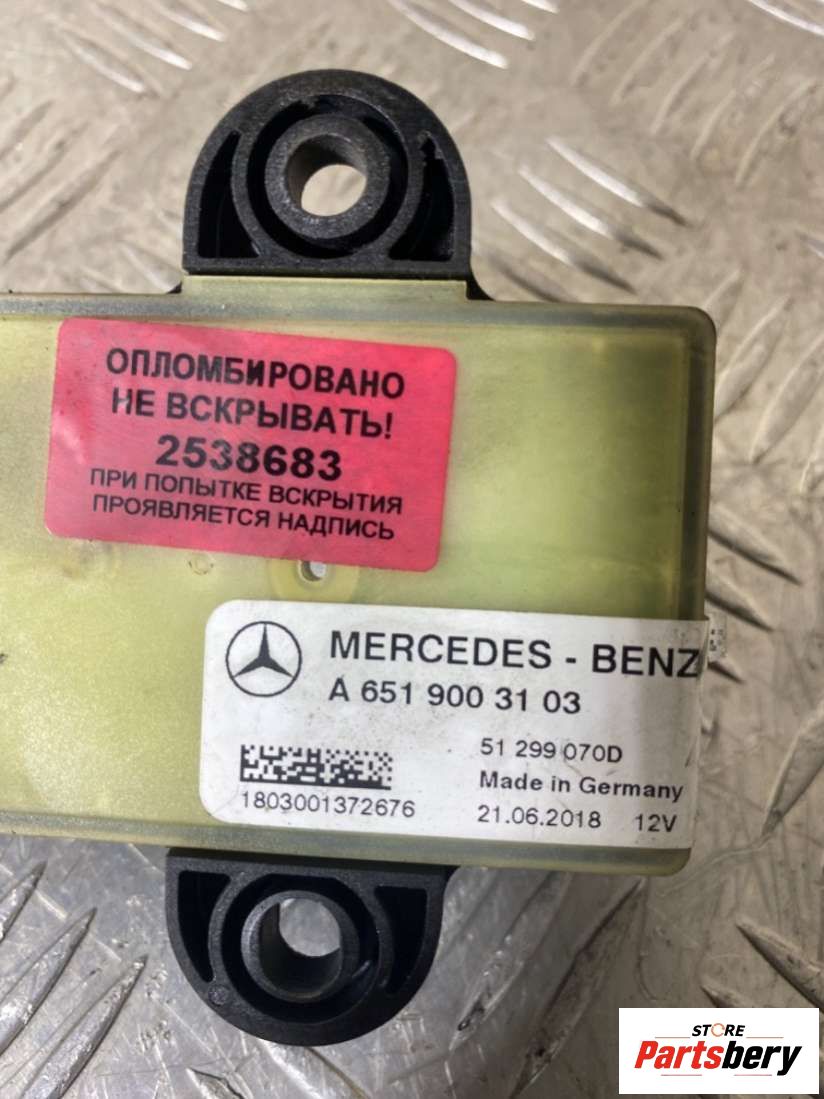 ОПЛОМБИРОВАНО
НЕ ВСКРЫВАТЬ!
2538683
ПРИ ПОПЫТКЕ ВСКРЫТИЯ
ПРОЯВЛЯЕТСЯ НАДПИСЬ
MERCEDES - BENZ
A 651 900 31 03
51 299 070D
Made in Germany
1803001372676
21.06.2018 12V
STORE
Partsbery